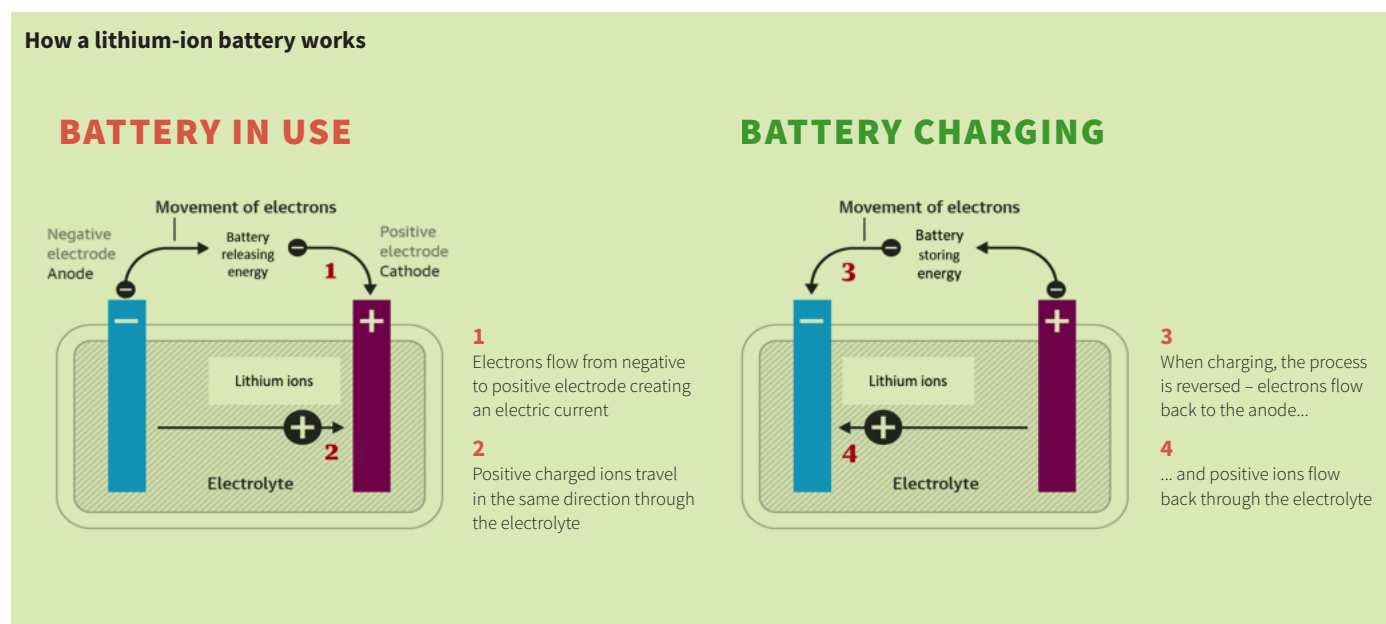 How a lithium-ion battery works
BATTERY IN USE
Movement of electrons
Negative
electrode
Anode
Battery
releasing
energy
1
Positive
electrode
Cathode
−
+
Lithium ions
+
2
Electrolyte
1
Electrons flow from negative
to positive electrode creating
an electric current
2
Positive charged ions travel
in the same direction through
the electrolyte
BATTERY CHARGING
Movement of electrons
Battery
storing
energy
3
−
+
Lithium ions
+
4
Electrolyte
3
When charging, the process
is reversed – electrons flow
back to the anode...
4
... and positive ions flow
back through the electrolyte